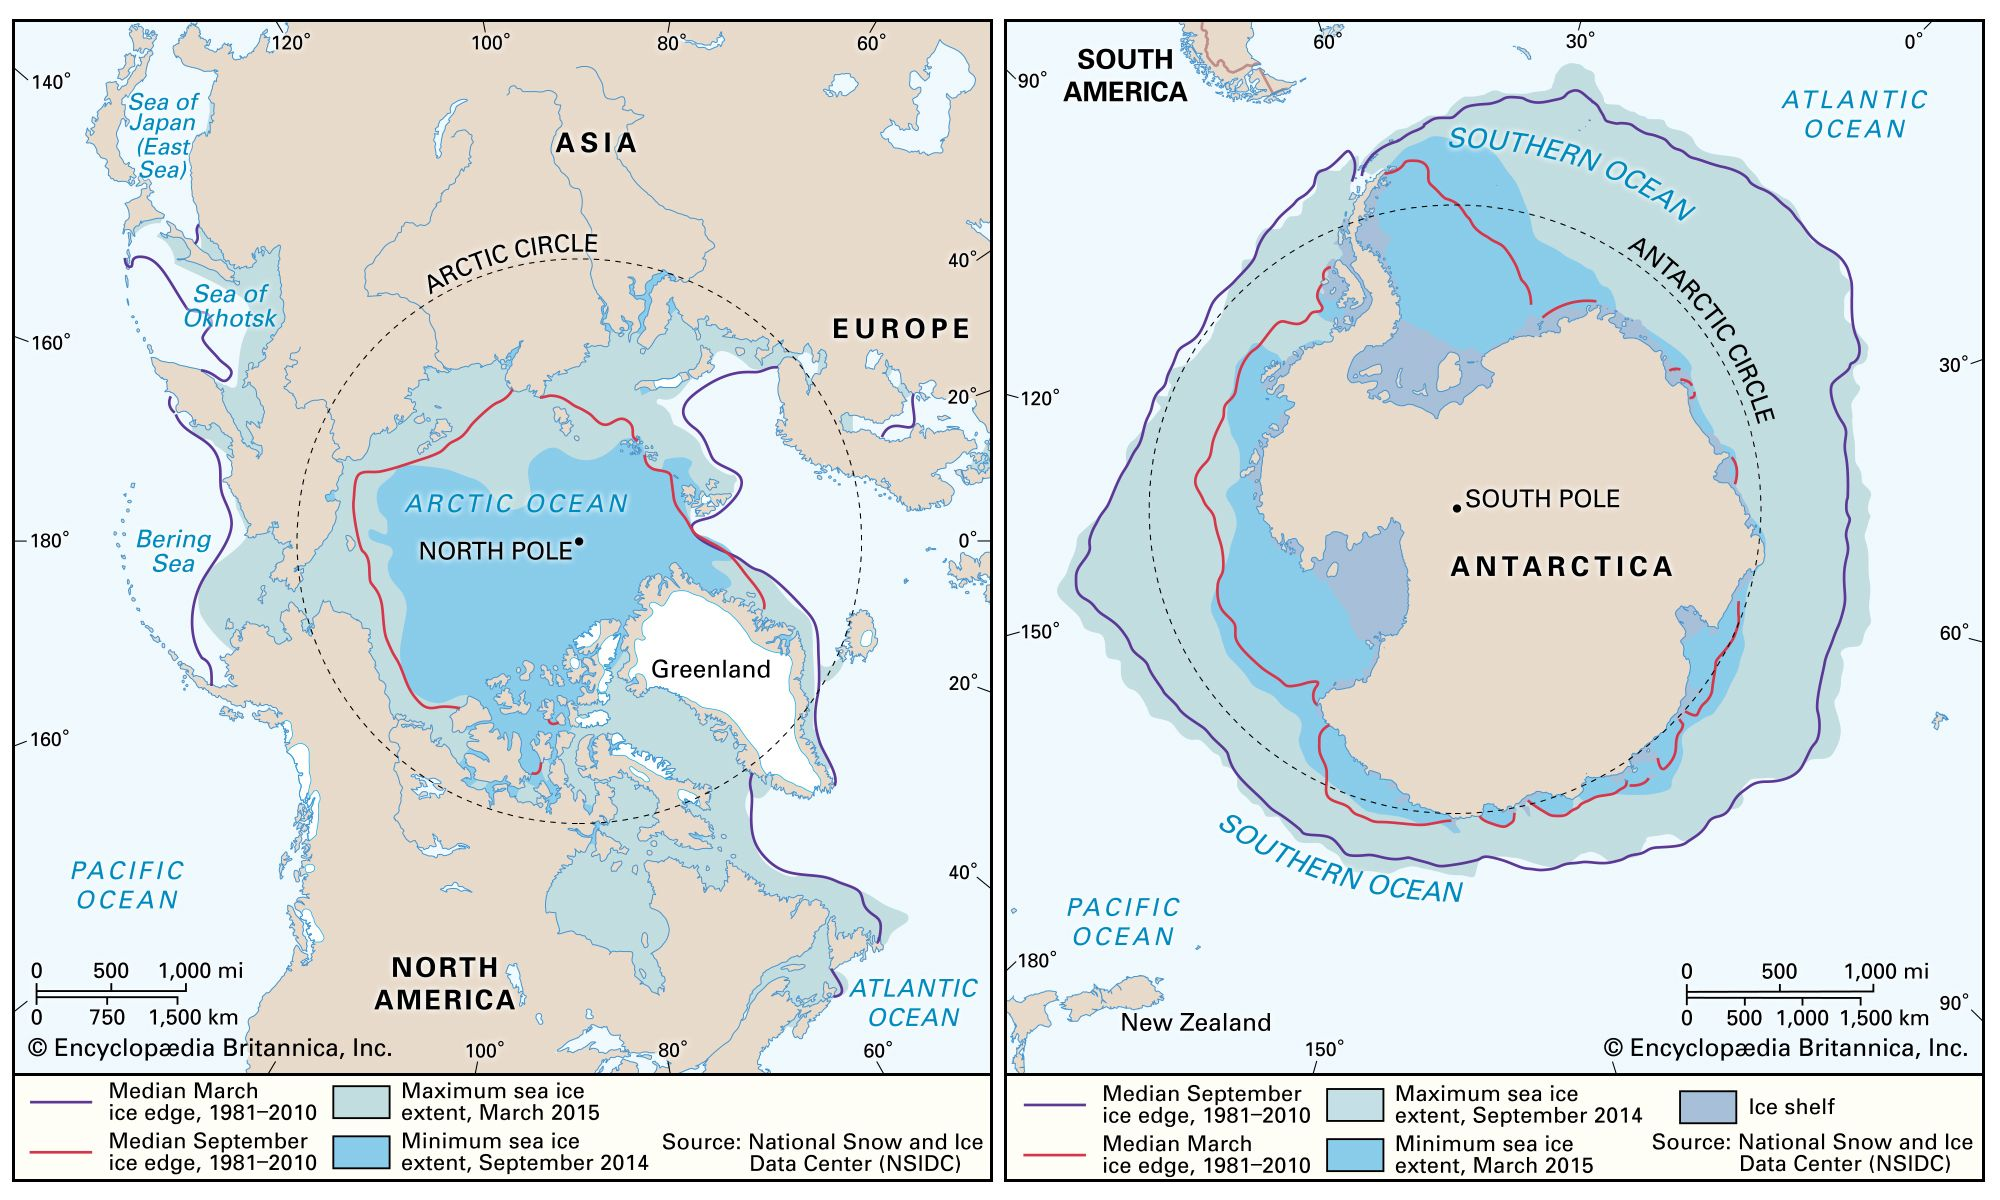 120°
100°
80°
60°
140°
Sea of
Japan
(East
Sea)
ASIA
ARCTIC CIRCLE
40°
Sea of
Okhotsk
EUROPE
160°
20°
ARCTIC OCEAN
NORTH POLE
Bering
Sea
180°
0°
Greenland
20°
160°
PACIFIC
OCEAN
40°
NORTH
AMERICA
ATLANTIC
OCEAN
0 500 1,000 mi
0 750 1,500 km
© Encyclopædia Britannica, Inc.
100°
80°
60°
Median March
ice edge, 1981–2010
Median September
ice edge, 1981–2010
Maximum sea ice
extent, March 2015
Minimum sea ice
extent, September 2014
Source: National Snow and Ice
Data Center (NSIDC)
60°
30°
0°
SOUTH
AMERICA
90°
ATLANTIC
OCEAN
SOUTHERN OCEAN
ANTARCTIC CIRCLE
30°
120°
SOUTH POLE
ANTARCTICA
150°
60°
SOUTHERN OCEAN
PACIFIC
OCEAN
180°
New Zealand
0 500 1,000 mi
0 500 1,000 1,500 km
90°
150°
© Encyclopædia Britannica, Inc.
Median September
ice edge, 1981–2010
Median March
ice edge, 1981–2010
Maximum sea ice
extent, September 2014
Minimum sea ice
extent, March 2015
Ice shelf
Source: National Snow and Ice
Data Center (NSIDC)